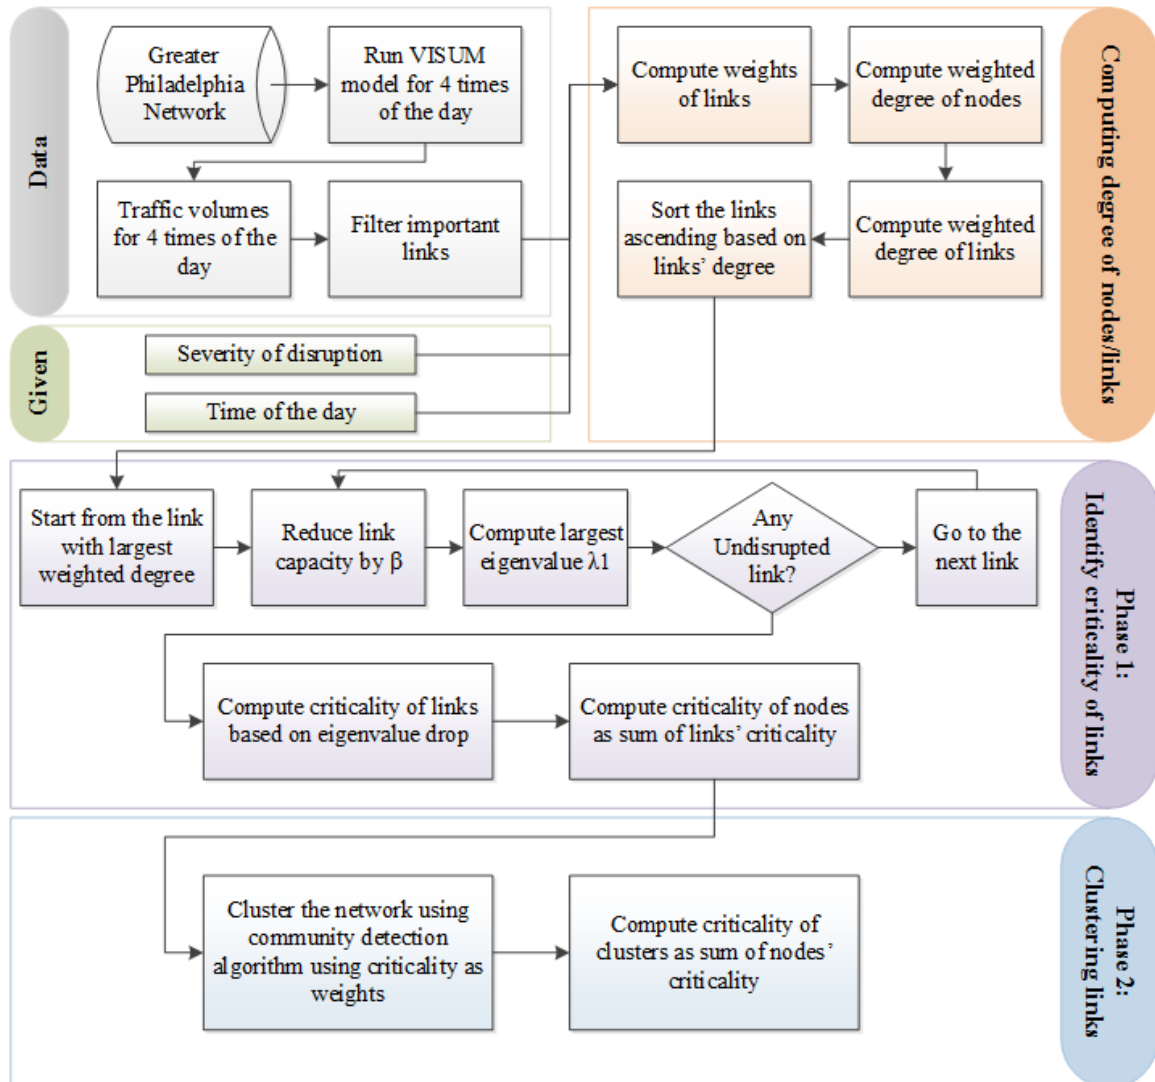 Data
Greater
Philadelphia
Network
Run VISUM
model for 4 times
of the day
Traffic volumes
for 4 times of the
day
Filter important
links
Given
Severity of disruption
Time of the day
Computing degree of nodes/links
Compute weights
of links
Compute weighted
degree of nodes
Sort the links
ascending based on
links’ degree
Compute weighted
degree of links
Phase 1:
Identify criticality of links
Start from the link
with largest
weighted degree
Reduce link
capacity by β
Compute largest
eigenvalue λ1
Any
Undisrupted
link?
Go to the
next link
Compute criticality of links
based on eigenvalue drop
Compute criticality of nodes
as sum of links’ criticality
Phase 2:
Clustering links
Cluster the network using
community detection
algorithm using criticality as
weights
Compute criticality of
clusters as sum of nodes’
criticality